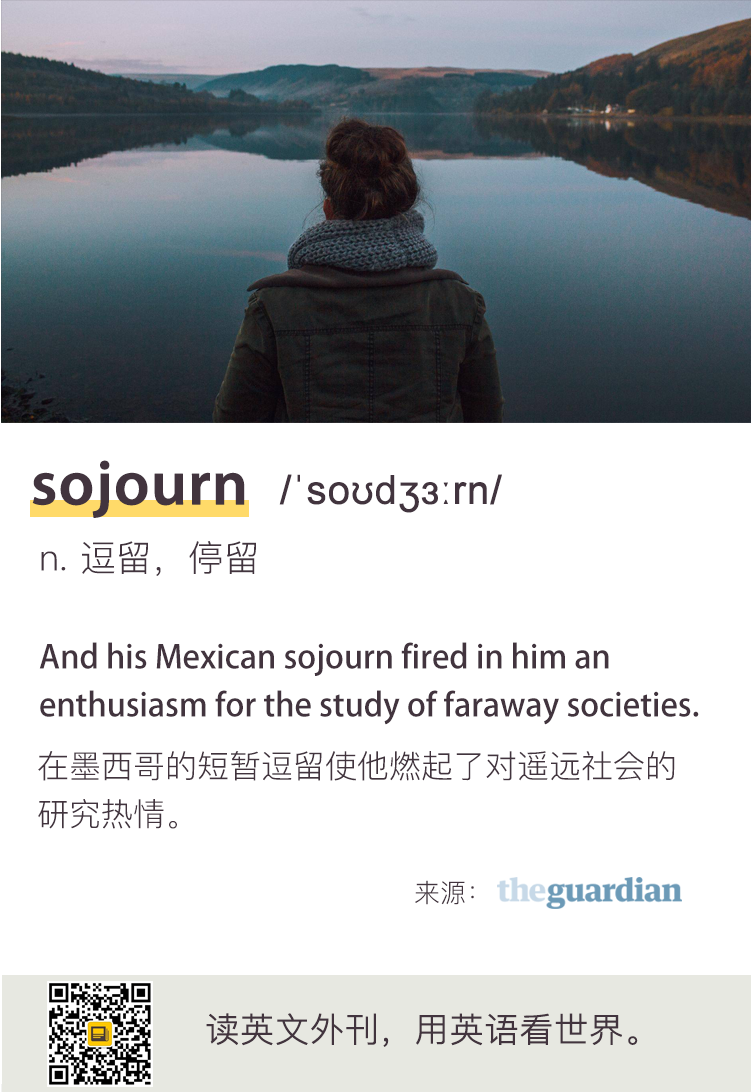 sojourn /ˈsoʊdʒɜːrn/
n. 逗留，停留
And his Mexican sojourn fired in him an
enthusiasm for the study of faraway societies.
在墨西哥的短暂逗留使他燃起了对遥远社会的
研究热情。
来源： theguardian
读英文外刊，用英语看世界。